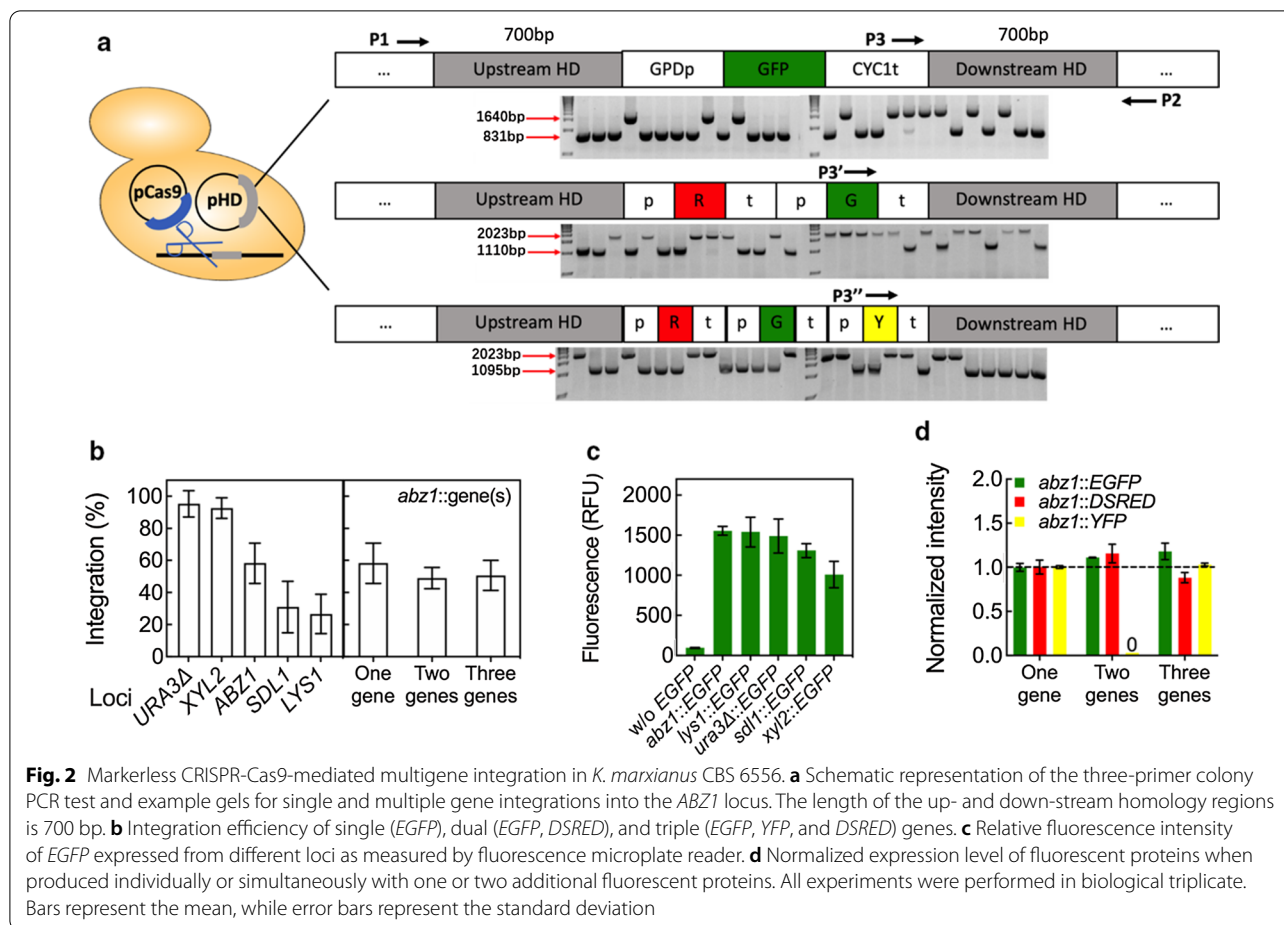 a
P1 700bp P3 700bp
... Upstream HD GPDp GFP CYC1t Downstream HD ...
P2
1640bp
831bp
pCas9 pHD
P3'
... Upstream HD p R t p G t Downstream HD ...
2023bp
1110bp
P3''
... Upstream HD p R t p G t p Y t Downstream HD ...
2023bp
1095bp
b
Integration (%)
100
80
60
40
20
0
abz1::gene(s)
Loci URA3Δ XYL2 ABZ1 SDL1 LYS1
One gene
Two genes
Three genes
c
Fluorescence (RFU)
2000
1500
1000
500
0
w/o EGFP
abz1::EGFP
lys1::EGFP
ura3Δ::EGFP
sdl1::EGFP
xyl2::EGFP
d
Normalized intensity
2.0
1.5
1.0
0.5
0.0
abz1::EGFP
abz1::DSRED
abz1::YFP
0
One gene
Two genes
Three genes
Fig. 2 Markerless CRISPR-Cas9-mediated multigene integration in K. marxianus CBS 6556. a Schematic representation of the three-primer colony
PCR test and example gels for single and multiple gene integrations into the ABZ1 locus. The length of the up- and down-stream homology regions
is 700 bp. b Integration efficiency of single (EGFP), dual (EGFP, DSRED), and triple (EGFP, YFP, and DSRED) genes. c Relative fluorescence intensity
of EGFP expressed from different loci as measured by fluorescence microplate reader. d Normalized expression level of fluorescent proteins when
produced individually or simultaneously with one or two additional fluorescent proteins. All experiments were performed in biological triplicate.
Bars represent the mean, while error bars represent the standard deviation